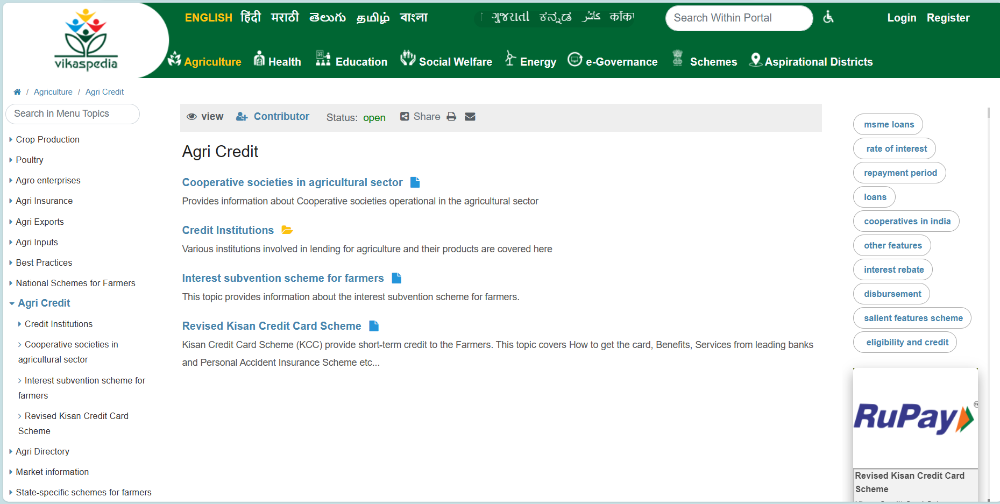 vikaspedia
ENGLISH हिंदी मराठी తెలుగు தமிழ் বাংলা ગુજરાતી ಕನ್ನಡ كٲشُر
Search Within Portal
Login Register
Agriculture Health Education Social Welfare Energy e-Governance Schemes Aspirational Districts
/ Agriculture / Agri Credit
Search in Menu Topics
Crop Production
Poultry
Agro enterprises
Agri Insurance
Agri Exports
Agri Inputs
Best Practices
National Schemes for Farmers
Agri Credit
Credit Institutions
Cooperative societies in
agricultural sector
Interest subvention scheme for
farmers
Revised Kisan Credit Card
Scheme
Agri Directory
Market information
State-specific schemes for farmers
view Contributor Status: open Share
Agri Credit
Cooperative societies in agricultural sector
Provides information about Cooperative societies operational in the agricultural sector
Credit Institutions
Various institutions involved in lending for agriculture and their products are covered here
Interest subvention scheme for farmers
This topic provides information about the interest subvention scheme for farmers.
Revised Kisan Credit Card Scheme
Kisan Credit Card Scheme (KCC) provide short-term credit to the Farmers. This topic covers How to get the card, Benefits, Services from leading banks
and Personal Accident Insurance Scheme etc...
msme loans
rate of interest
repayment period
loans
cooperatives in india
other features
interest rebate
disbursement
salient features scheme
eligibility and credit
RuPay
Revised Kisan Credit Card
Scheme